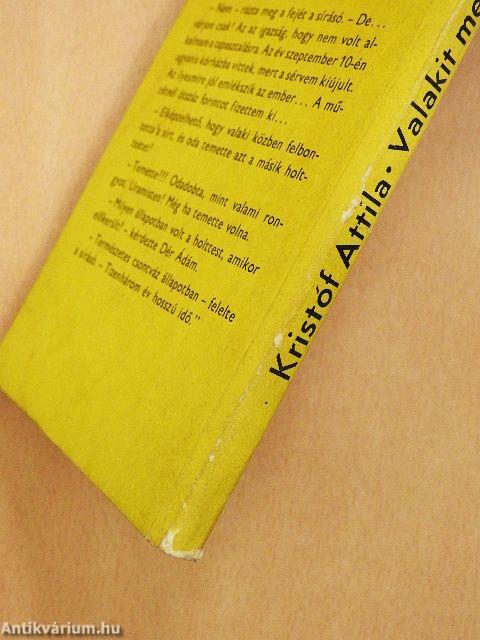 – Nem – rázta meg a fejét a sírásó. – De...
várjon csak! Az az igazság, hogy nem volt al-
kalmam a tapasztalásra. Az év szeptember 10-én
ugyanis kórházba vittek, mert a sérvem kiújult.
Az ilyesmire jól emlékszik az ember... A mű-
tétnél ötszáz forintot fizettem ki...
– Elképzelhető, hogy valaki közben felbon-
totta a sírt, és oda temette azt a másik holt-
testet?
– Temette!!! Odadobta, mint valami ron-
gyot. Uramisten! Még ha temette volna.
– Milyen állapotban volt a holttest, amikor
előkerült? – kérdezte Dér Ádám.
– Természetes csontváz állapotban – felelte
a sírásó. – Tizenhárom év hosszú idő."
Kristóf Attila · Valakit me
Antikvárium.hu